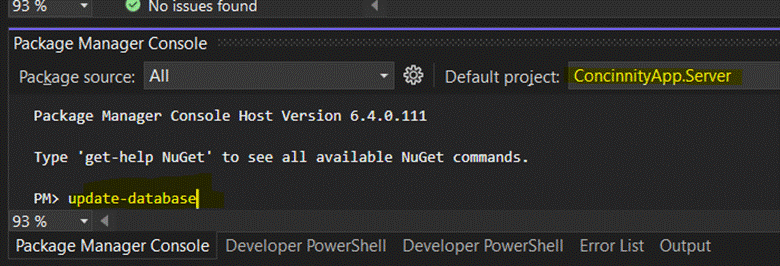 93 % No issues found
Package Manager Console
Package source: All Default project: ConcinnityApp.Server
Package Manager Console Host Version 6.4.0.111
Type 'get-help NuGet' to see all available NuGet commands.
PM> update-database
93 %
Package Manager Console Developer PowerShell Developer PowerShell Error List Output